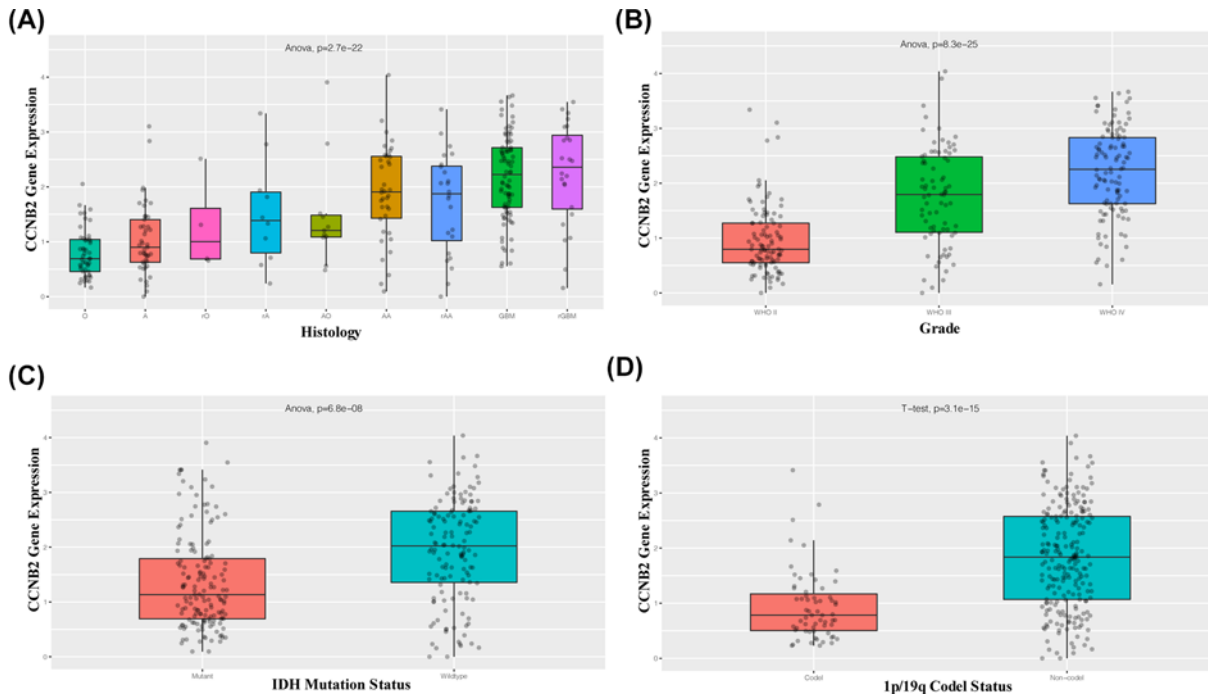 (A)
Anova, p=2.7e-22
CCNB2 Gene Expression
4
3
2
1
0
O
A
rO
rA
AO
AA
rAA
GBM
rGBM
Histology
(B)
Anova, p=8.3e-25
CCNB2 Gene Expression
4
3
2
1
0
WHO II
WHO III
WHO IV
Grade
(C)
Anova, p=6.8e-08
CCNB2 Gene Expression
4
3
2
1
0
Mutant
Wildtype
IDH Mutation Status
(D)
T-test, p=3.1e-15
CCNB2 Gene Expression
4
3
2
1
0
Codel
Non-codel
1p/19q Codel Status